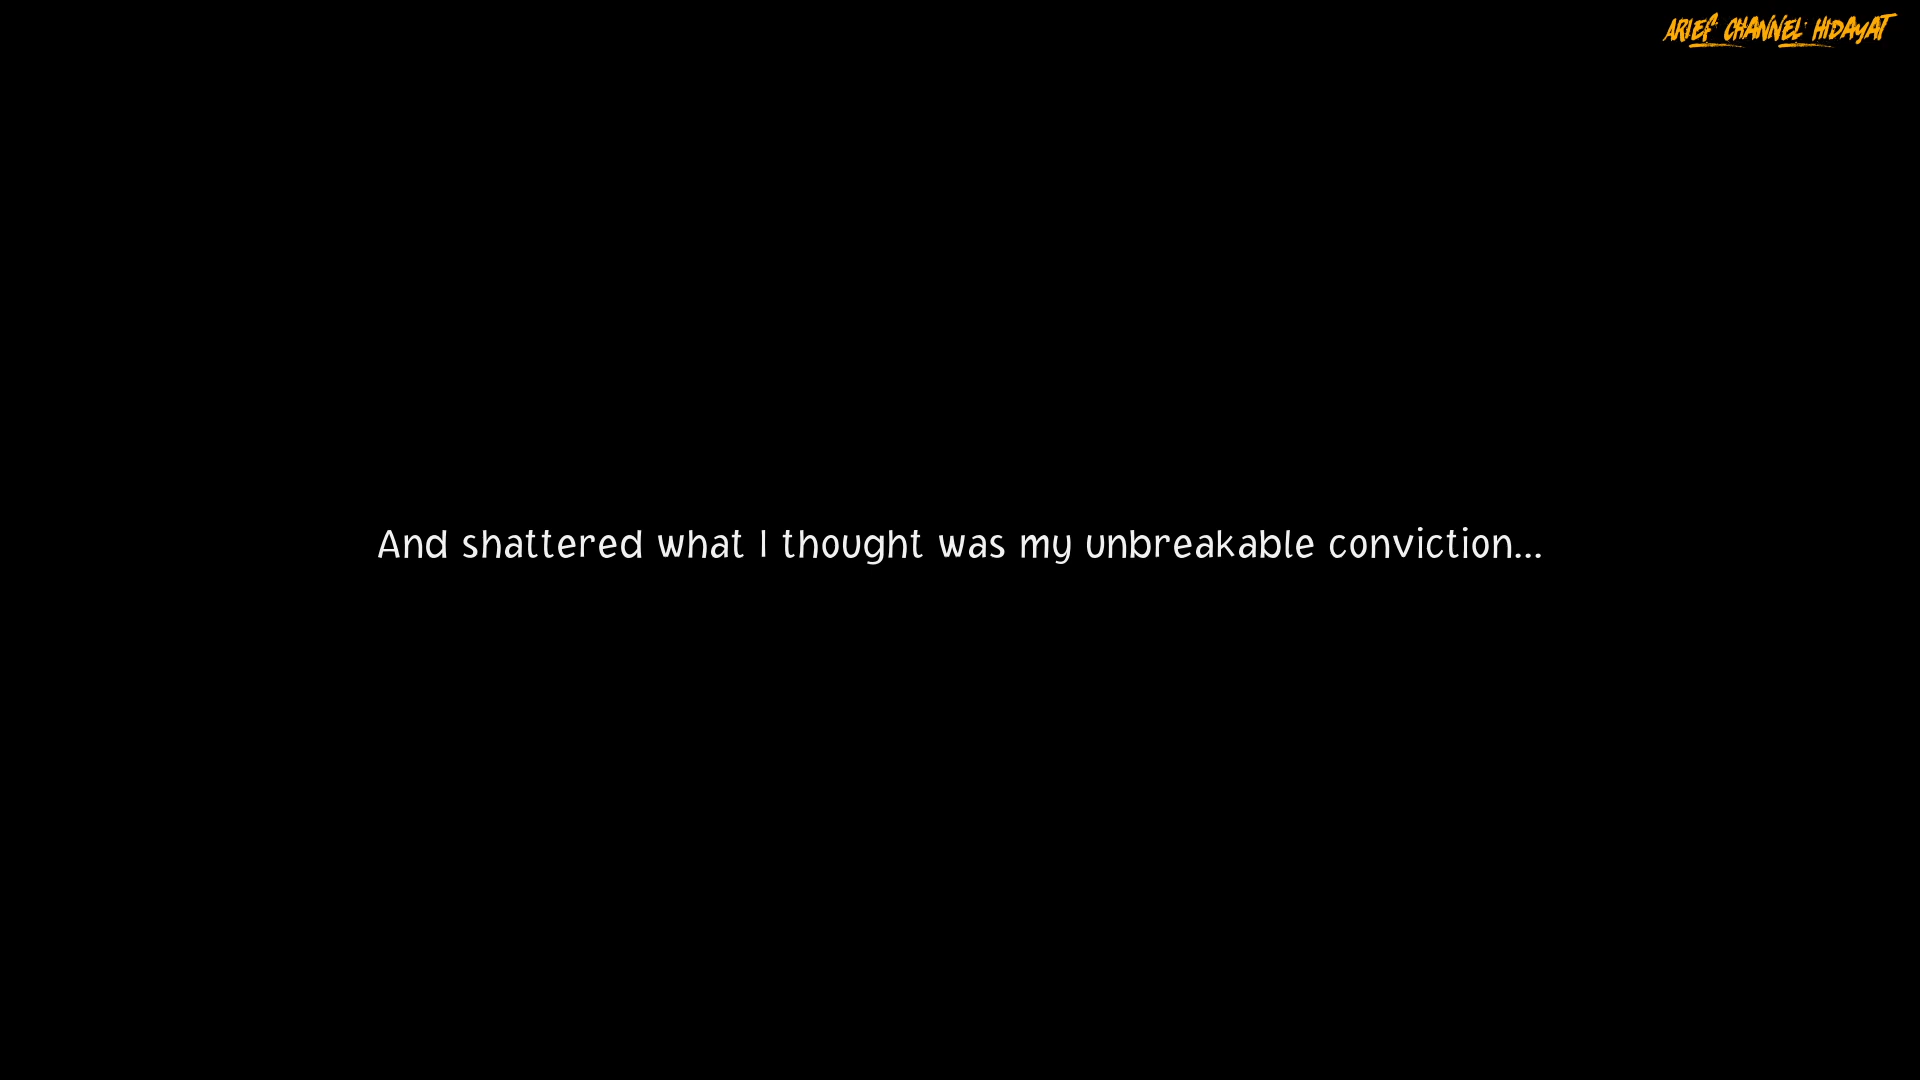 ARIEF CHANNEL HIDAYAT
And shattered what I thought was my unbreakable conviction...